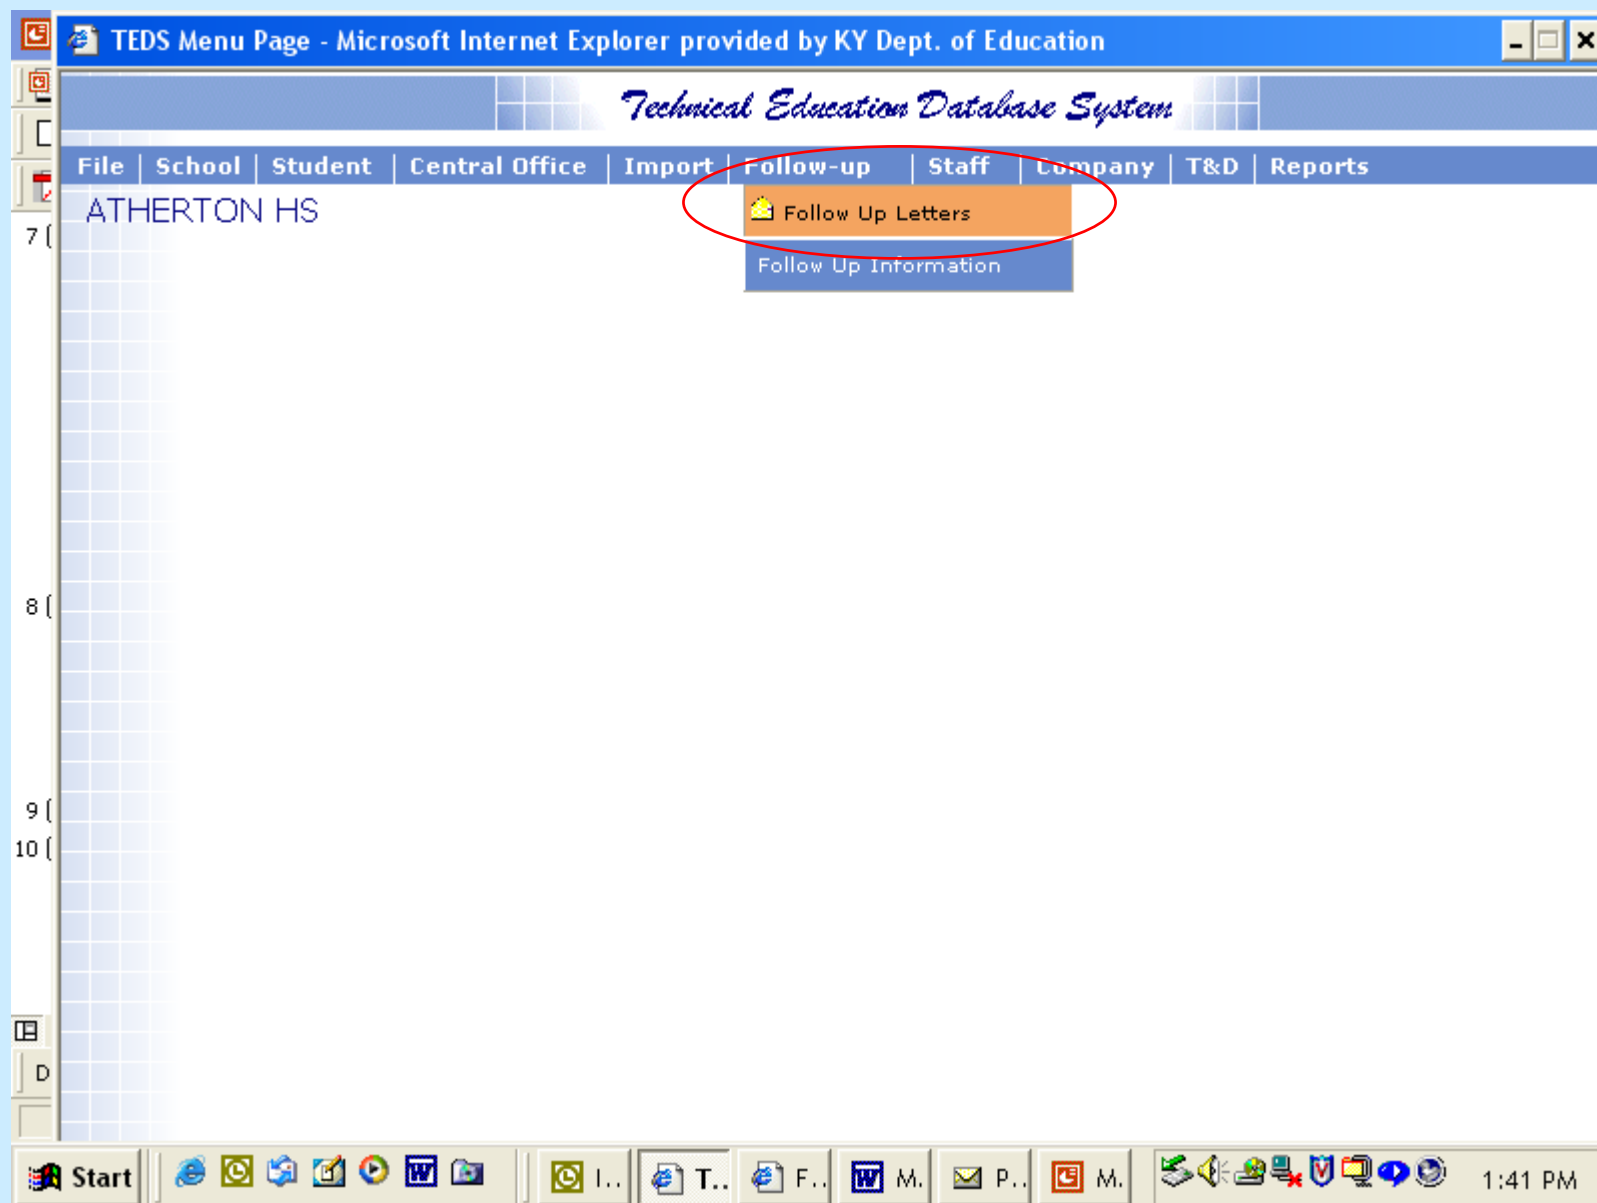 TEDS Menu Page - Microsoft Internet Explorer provided by KY Dept. of Education
Technical Education Database System
File | School | Student | Central Office | Import | Follow-up | Staff | Company | T&D | Reports
ATHERTON HS
Follow Up Letters
Follow Up Information
7 (
8 (
9 (
10 (
D
Start I.. T.. F.. M. P.. M. 1:41 PM